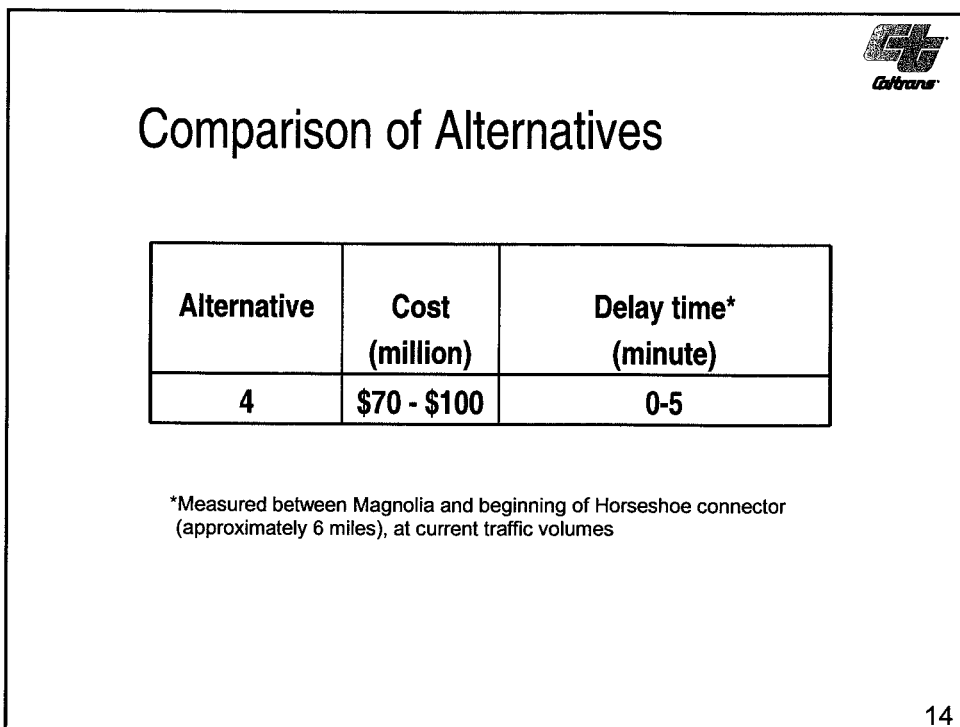 Caltrans
Comparison of Alternatives
Alternative Cost Delay time*
(million) (minute)
4 $70 - $100 0-5
*Measured between Magnolia and beginning of Horseshoe connector
(approximately 6 miles), at current traffic volumes
14